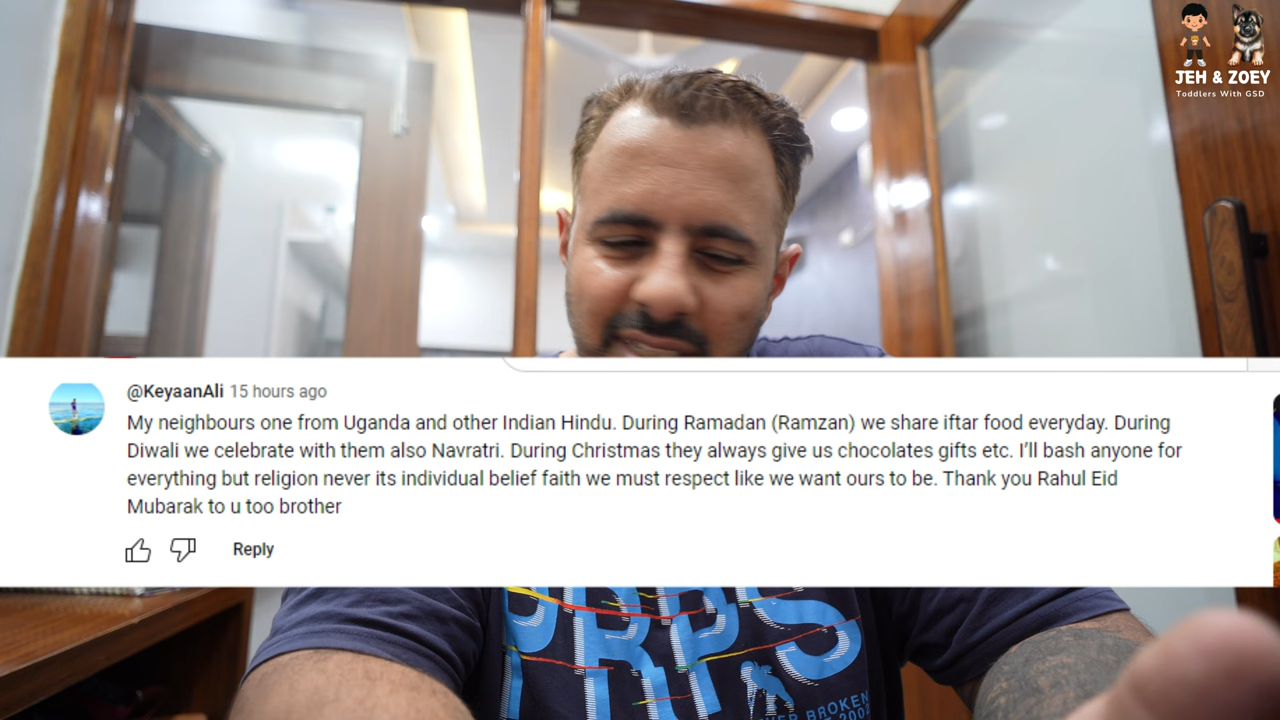 JEH & ZOEY
Toddlers With GSD
@KeyaanAli 15 hours ago
My neighbours one from Uganda and other Indian Hindu. During Ramadan (Ramzan) we share iftar food everyday. During
Diwali we celebrate with them also Navratri. During Christmas they always give us chocolates gifts etc. I’ll bash anyone for
everything but religion never its individual belief faith we must respect like we want ours to be. Thank you Rahul Eid
Mubarak to u too brother
Reply
PRPS
BROKEN